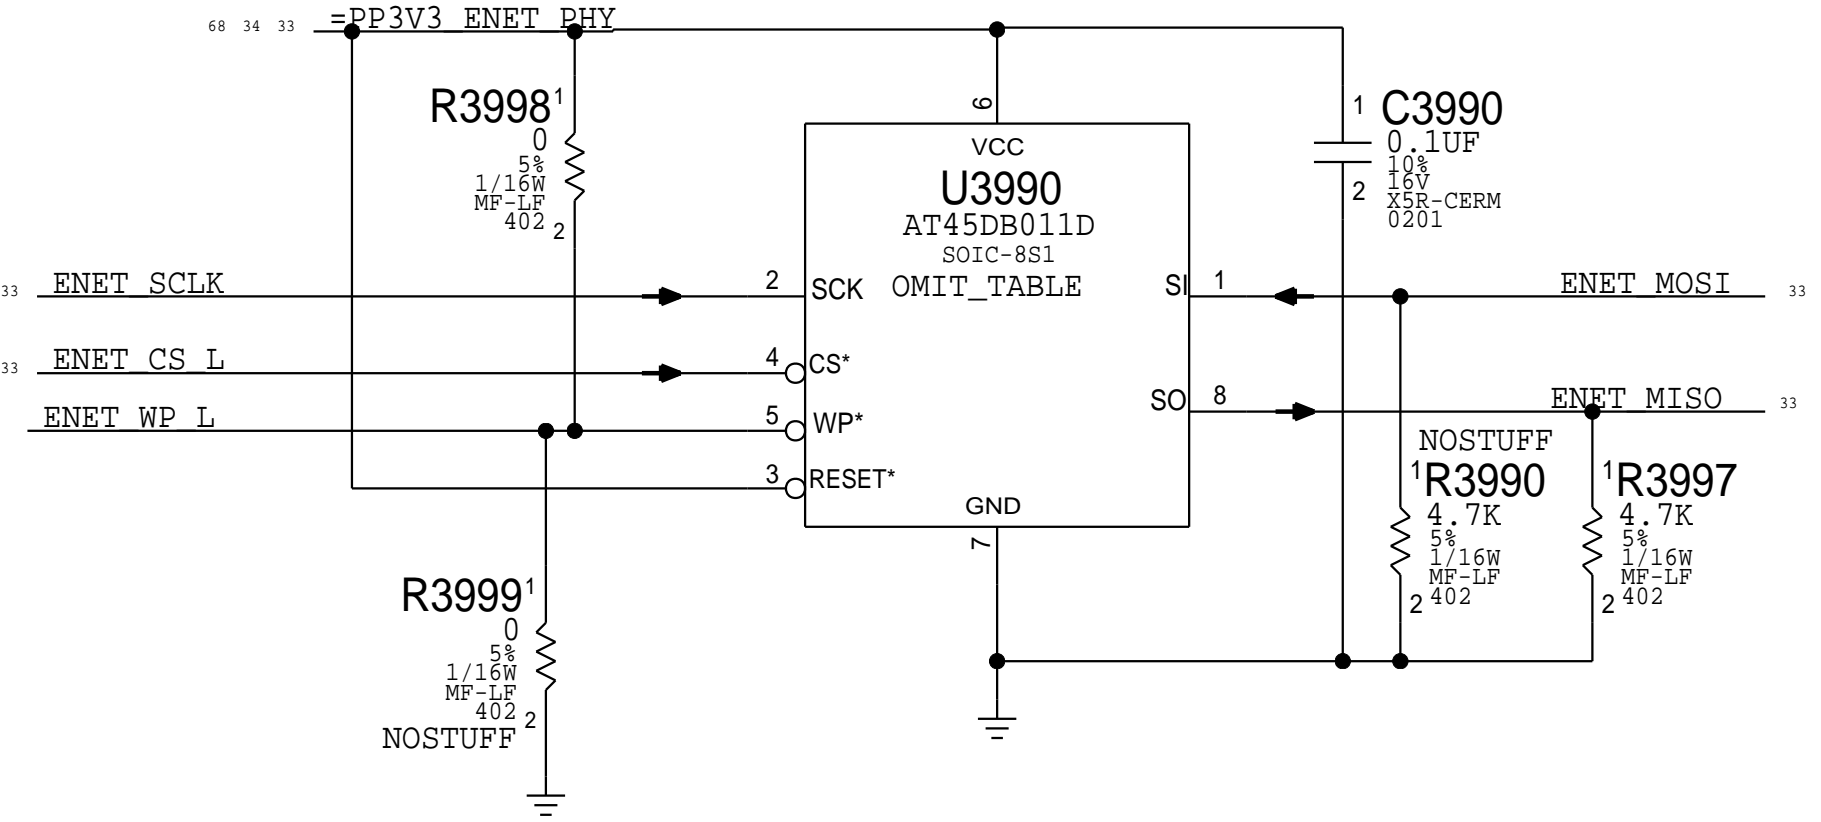 68 34 33 =PP3V3_ENET_PHY
R3998 1
0
5%
1/16W
MF-LF
402
2
6
VCC
U3990
AT45DB011D
SOIC-8S1
OMIT_TABLE
1 C3990
0.1UF
10%
16V
2 X5R-CERM
0201
33 ENET_SCLK 2 SCK
SI 1 ENET_MOSI 33
33 ENET_CS_L 4 CS*
ENET_WP_L 5 WP*
SO 8 ENET_MISO 33
3 RESET*
GND
7
NOSTUFF
1 R3990
4.7K
5%
1/16W
MF-LF
2 402
1 R3997
4.7K
5%
1/16W
MF-LF
2 402
R3999 1
0
5%
1/16W
MF-LF
402 2
NOSTUFF